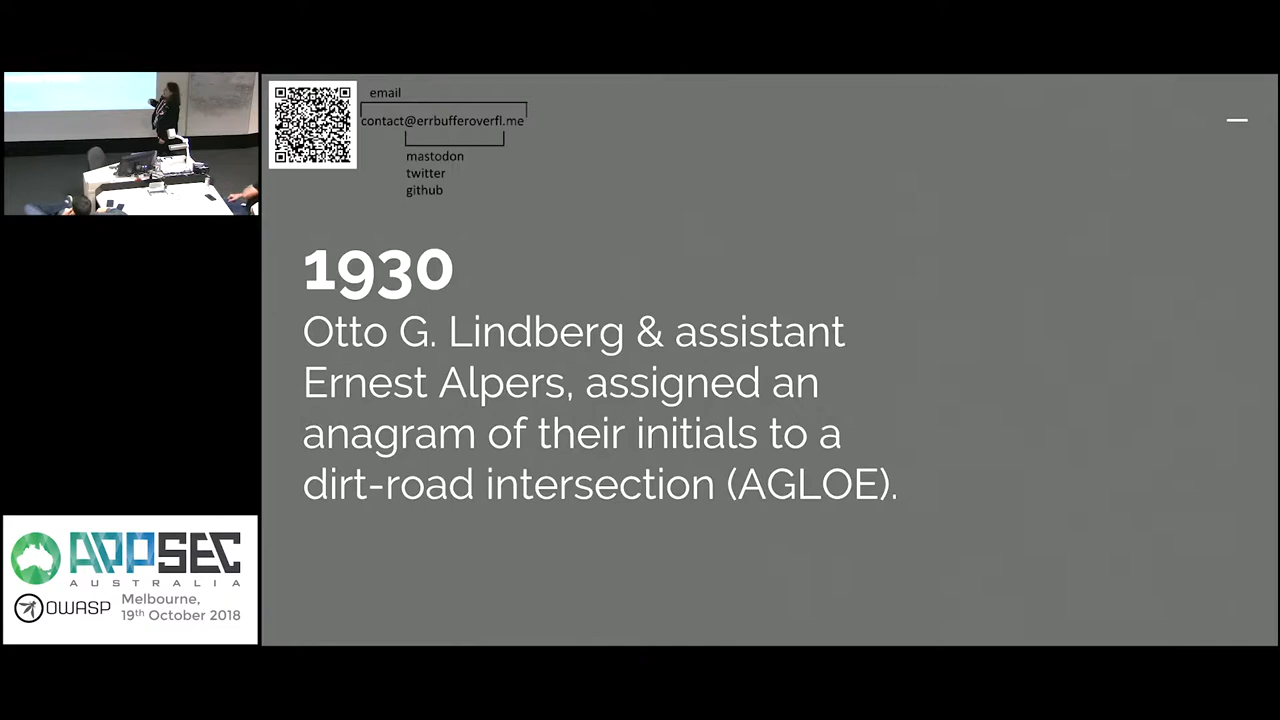 email
contact@errbufferoverfl.me
mastodon
twitter
github
1930
Otto G. Lindberg & assistant
Ernest Alpers, assigned an
anagram of their initials to a
dirt-road intersection (AGLOE).
APPSEC
AUSTRALIA
OWASP
Melbourne,
19th October 2018